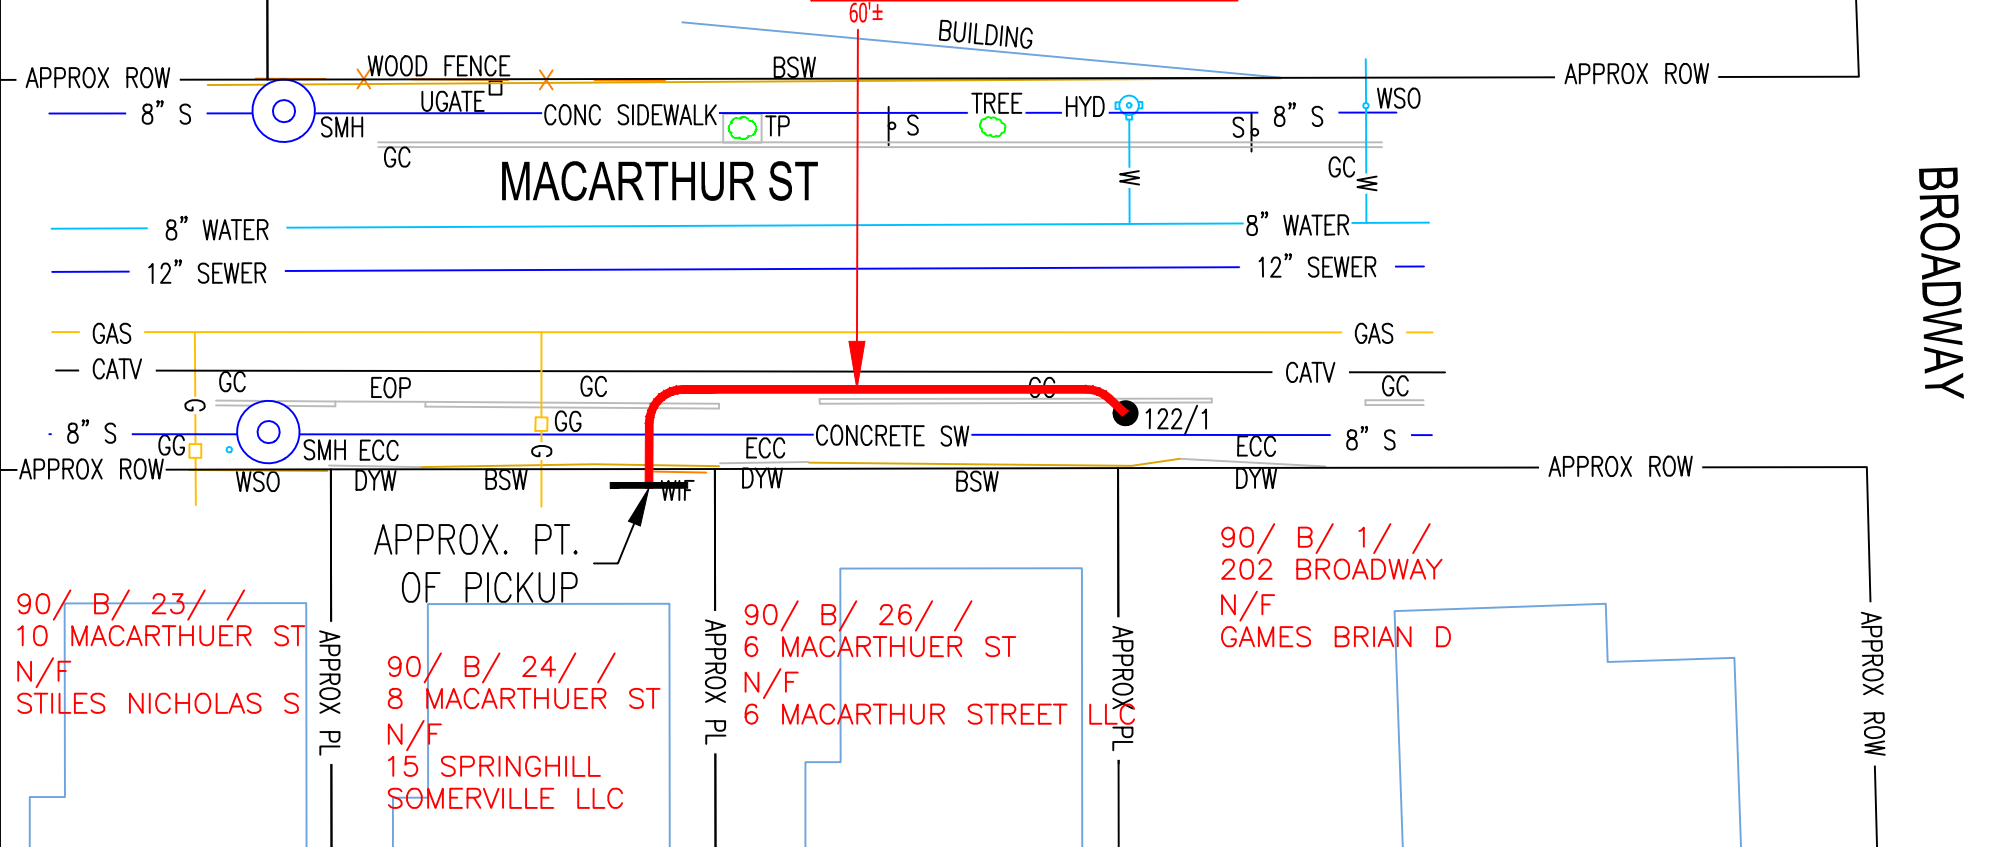 60'±
BUILDING
WOOD FENCE
BSW
APPROX ROW
APPROX ROW
UGATE
8” S
SMH
CONC SIDEWALK
TP
S
TREE
HYD
S
8” S
WSO
GC
GC
MACARTHUR ST
W
W
BROADWAY
8” WATER
8” WATER
12” SEWER
12” SEWER
GAS
GAS
CATV
CATV
GC
EOP
GC
GC
GC
G
122/1
8” S
GG
SMH
ECC
GG
G
ECC
CONCRETE SW
ECC
8” S
APPROX ROW
WSO
DYW
BSW
WIF
DYW
BSW
DYW
APPROX ROW
APPROX. PT.
OF PICKUP
90/ B/ 23/ /
10 MACARTHUER ST
N/F
STILES NICHOLAS S
APPROX PL
90/ B/ 24/ /
8 MACARTHUER ST
N/F
15 SPRINGHILL
SOMERVILLE LLC
APPROX PL
90/ B/ 26/ /
6 MACARTHUER ST
N/F
6 MACARTHUR STREET LLC
APPROX PL
90/ B/ 1/ /
202 BROADWAY
N/F
GAMES BRIAN D
APPROX ROW